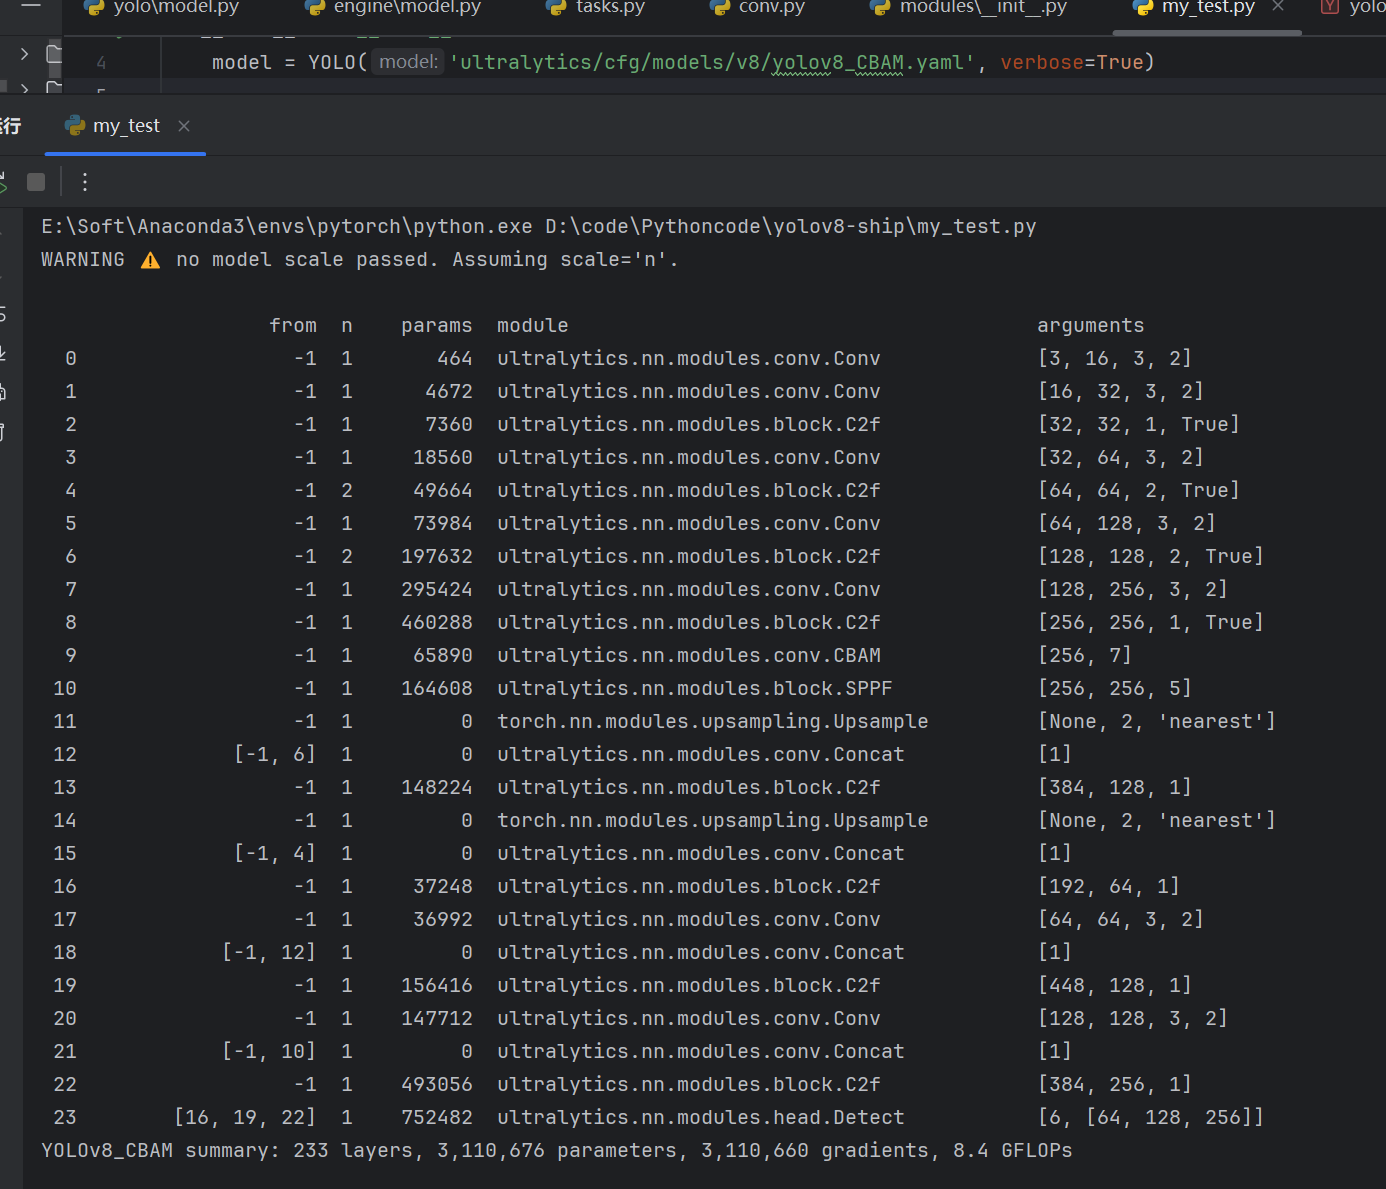 yolo\model.py engine\model.py tasks.py conv.py modules\__init__.py my_test.py yolo
4 model = YOLO( model: 'ultralytics/cfg/models/v8/yolov8_CBAM.yaml', verbose=True)
5
运行 my_test
E:\Soft\Anaconda3\envs\pytorch\python.exe D:\code\Pythoncode\yolov8-ship\my_test.py
WARNING ⚠️ no model scale passed. Assuming scale='n'.
from n params module arguments
0 -1 1 464 ultralytics.nn.modules.conv.Conv [3, 16, 3, 2]
1 -1 1 4672 ultralytics.nn.modules.conv.Conv [16, 32, 3, 2]
2 -1 1 7360 ultralytics.nn.modules.block.C2f [32, 32, 1, True]
3 -1 1 18560 ultralytics.nn.modules.conv.Conv [32, 64, 3, 2]
4 -1 2 49664 ultralytics.nn.modules.block.C2f [64, 64, 2, True]
5 -1 1 73984 ultralytics.nn.modules.conv.Conv [64, 128, 3, 2]
6 -1 2 197632 ultralytics.nn.modules.block.C2f [128, 128, 2, True]
7 -1 1 295424 ultralytics.nn.modules.conv.Conv [128, 256, 3, 2]
8 -1 1 460288 ultralytics.nn.modules.block.C2f [256, 256, 1, True]
9 -1 1 65890 ultralytics.nn.modules.conv.CBAM [256, 7]
10 -1 1 164608 ultralytics.nn.modules.block.SPPF [256, 256, 5]
11 -1 1 0 torch.nn.modules.upsampling.Upsample [None, 2, 'nearest']
12 [-1, 6] 1 0 ultralytics.nn.modules.conv.Concat [1]
13 -1 1 148224 ultralytics.nn.modules.block.C2f [384, 128, 1]
14 -1 1 0 torch.nn.modules.upsampling.Upsample [None, 2, 'nearest']
15 [-1, 4] 1 0 ultralytics.nn.modules.conv.Concat [1]
16 -1 1 37248 ultralytics.nn.modules.block.C2f [192, 64, 1]
17 -1 1 36992 ultralytics.nn.modules.conv.Conv [64, 64, 3, 2]
18 [-1, 12] 1 0 ultralytics.nn.modules.conv.Concat [1]
19 -1 1 156416 ultralytics.nn.modules.block.C2f [448, 128, 1]
20 -1 1 147712 ultralytics.nn.modules.conv.Conv [128, 128, 3, 2]
21 [-1, 10] 1 0 ultralytics.nn.modules.conv.Concat [1]
22 -1 1 493056 ultralytics.nn.modules.block.C2f [384, 256, 1]
23 [16, 19, 22] 1 752482 ultralytics.nn.modules.head.Detect [6, [64, 128, 256]]
YOLOv8_CBAM summary: 233 layers, 3,110,676 parameters, 3,110,660 gradients, 8.4 GFLOPs